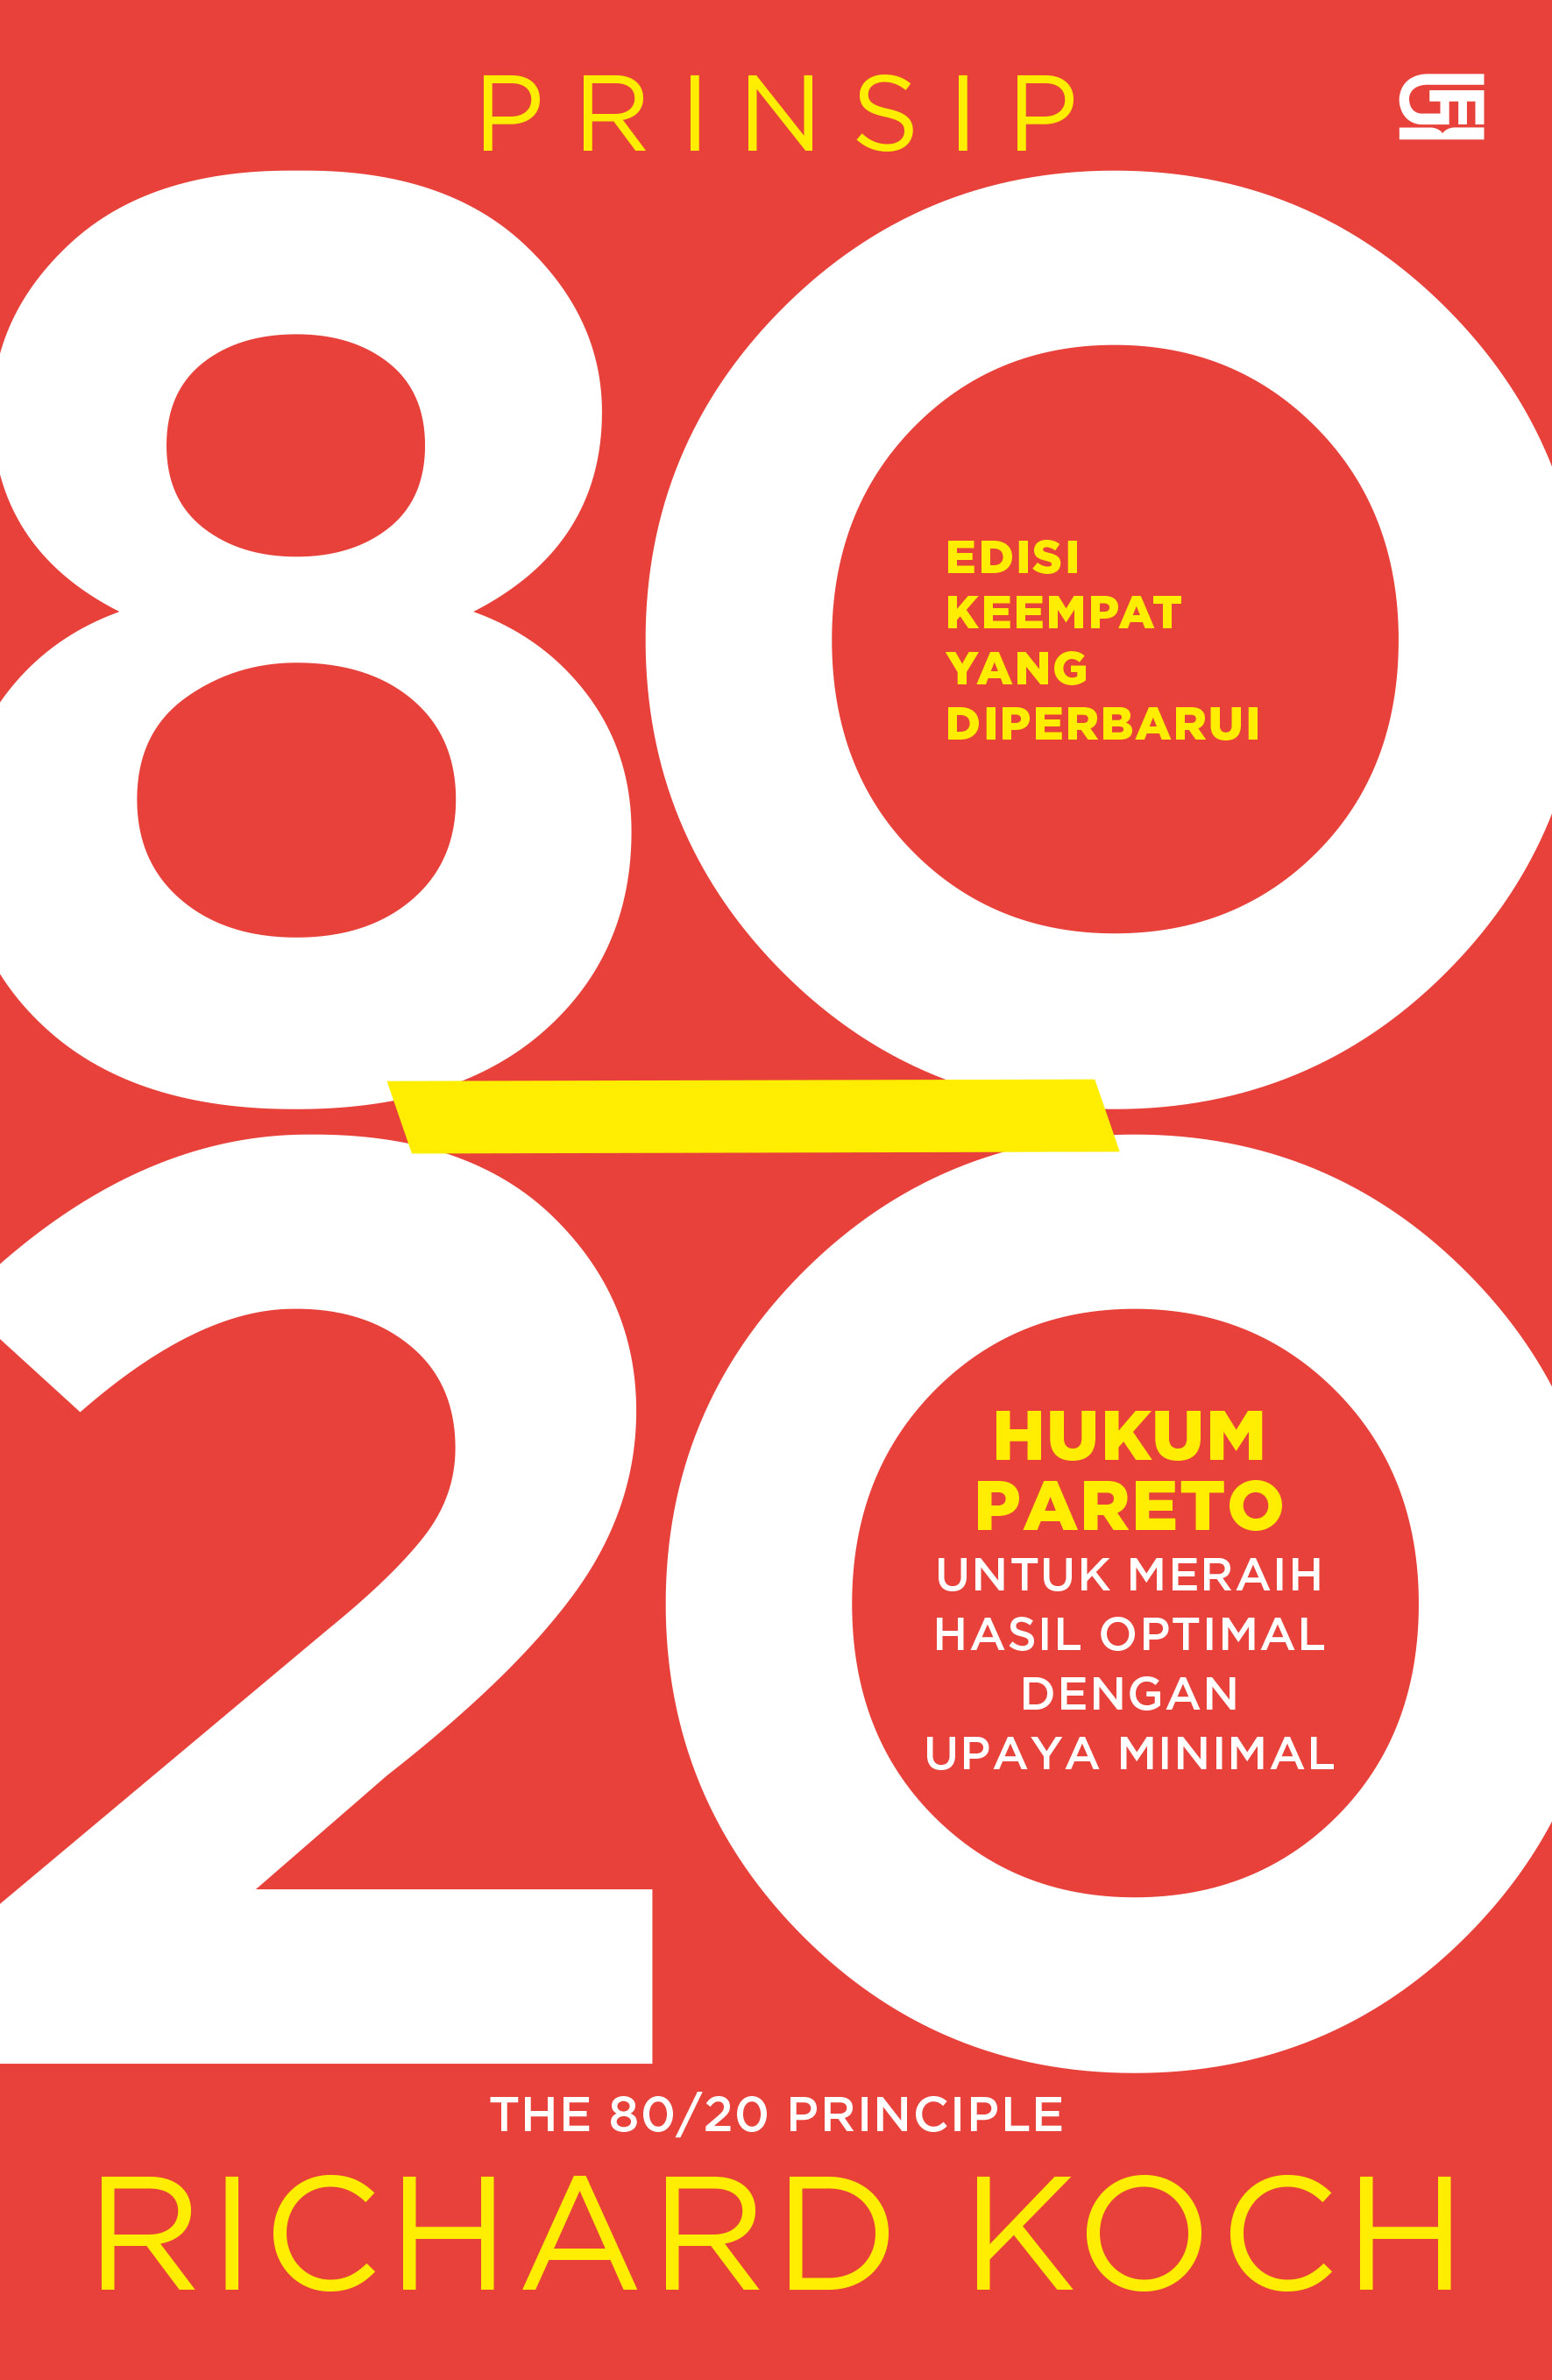 PRINSIP
80
EDISI
KEEMPAT
YANG
DIPERBARUI
20
HUKUM
PARETO
UNTUK MERAIH
HASIL OPTIMAL
DENGAN
UPAYA MINIMAL
THE 80/20 PRINCIPLE
RICHARD KOCH